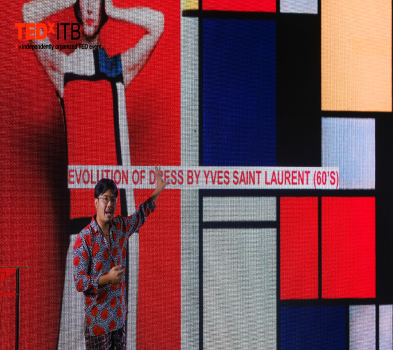 TEDxITB
x independently organized TED event
EVOLUTION OF DRESS BY YVES SAINT LAURENT (60'S)